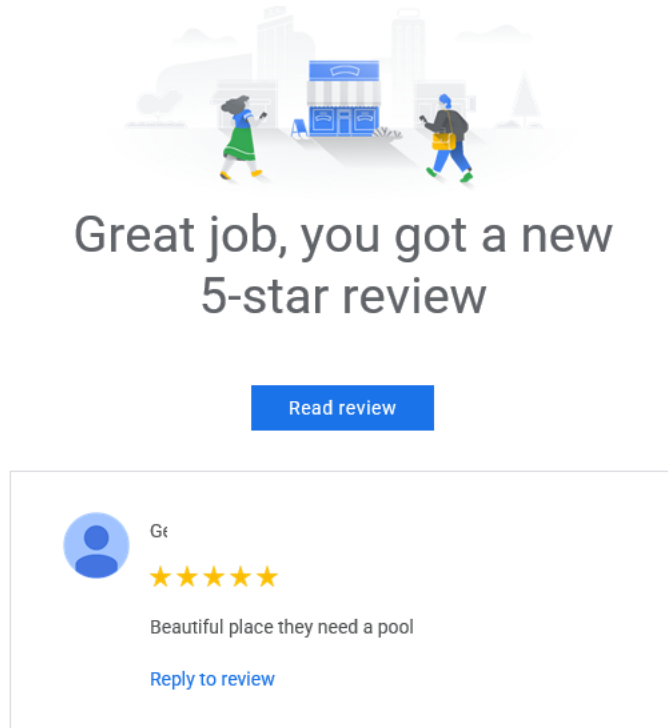 Great job, you got a new
5-star review
Read review
Beautiful place they need a pool
Reply to review